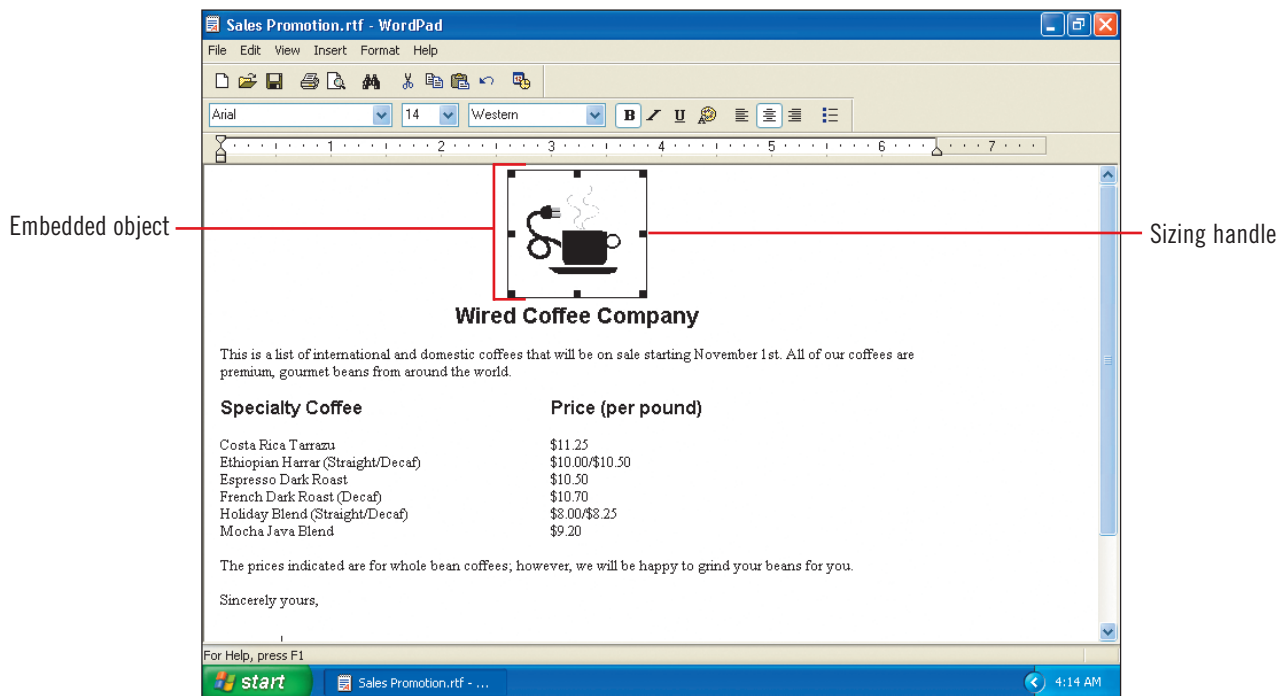 Sales Promotion.rtf - WordPad
File Edit View Insert Format Help
Arial 14 Western B / U
1 2 3 4 5 6 7
Embedded object
Sizing handle
Wired Coffee Company
This is a list of international and domestic coffees that will be on sale starting November 1st. All of our coffees are
premium, gourmet beans from around the world.
Specialty Coffee Price (per pound)
Costa Rica Tarrazu $11.25
Ethiopian Harrar (Straight/Decaf) $10.00/$10.50
Espresso Dark Roast $10.50
French Dark Roast (Decaf) $10.70
Holiday Blend (Straight/Decaf) $8.00/$8.25
Mocha Java Blend $9.20
The prices indicated are for whole bean coffees; however, we will be happy to grind your beans for you.
Sincerely yours,
For Help, press F1
start Sales Promotion.rtf - ... 4:14 AM